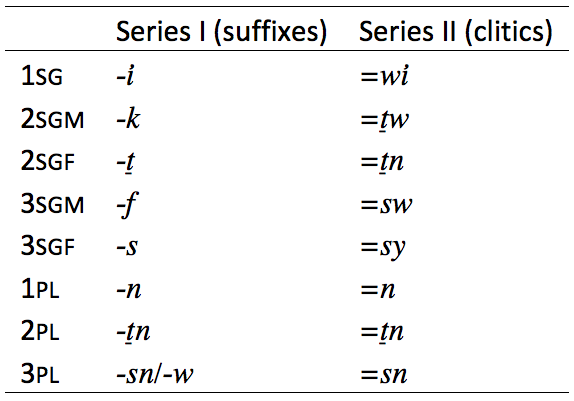 Series I (suffixes) Series II (clitics)
1SG -i҆ =wi҆
2SGM -k =ṯw
2SGF -ṯ =ṯn
3SGM -f =sw
3SGF -s =sy
1PL -n =n
2PL -ṯn =ṯn
3PL -sn/-w =sn